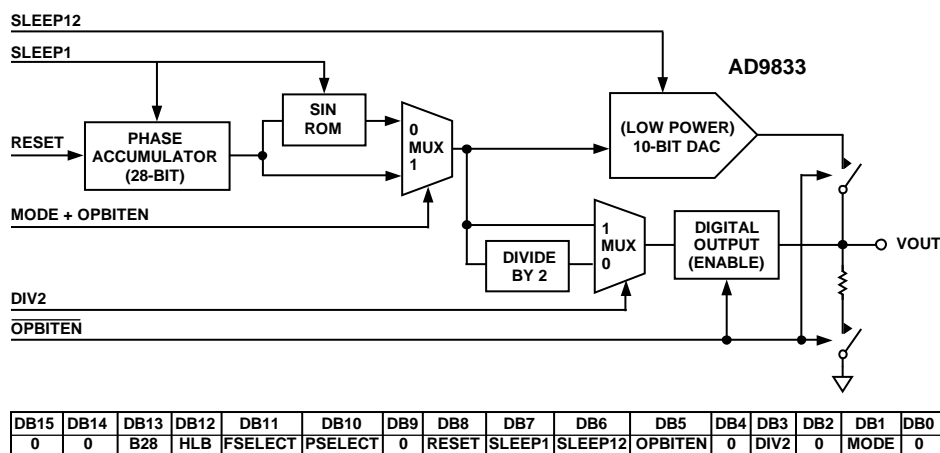 SLEEP12
SLEEP1
AD9833
SIN
ROM
RESET
PHASE
ACCUMULATOR
(28-BIT)
0
MUX
1
(LOW POWER)
10-BIT DAC
MODE + OPBITEN
1
MUX
0
DIVIDE
BY 2
DIGITAL
OUTPUT
(ENABLE)
VOUT
DIV2
OPBITEN
DB15 DB14 DB13 DB12 DB11 DB10 DB9 DB8 DB7 DB6 DB5 DB4 DB3 DB2 DB1 DB0
0 0 B28 HLB FSELECT PSELECT 0 RESET SLEEP1 SLEEP12 OPBITEN 0 DIV2 0 MODE 0